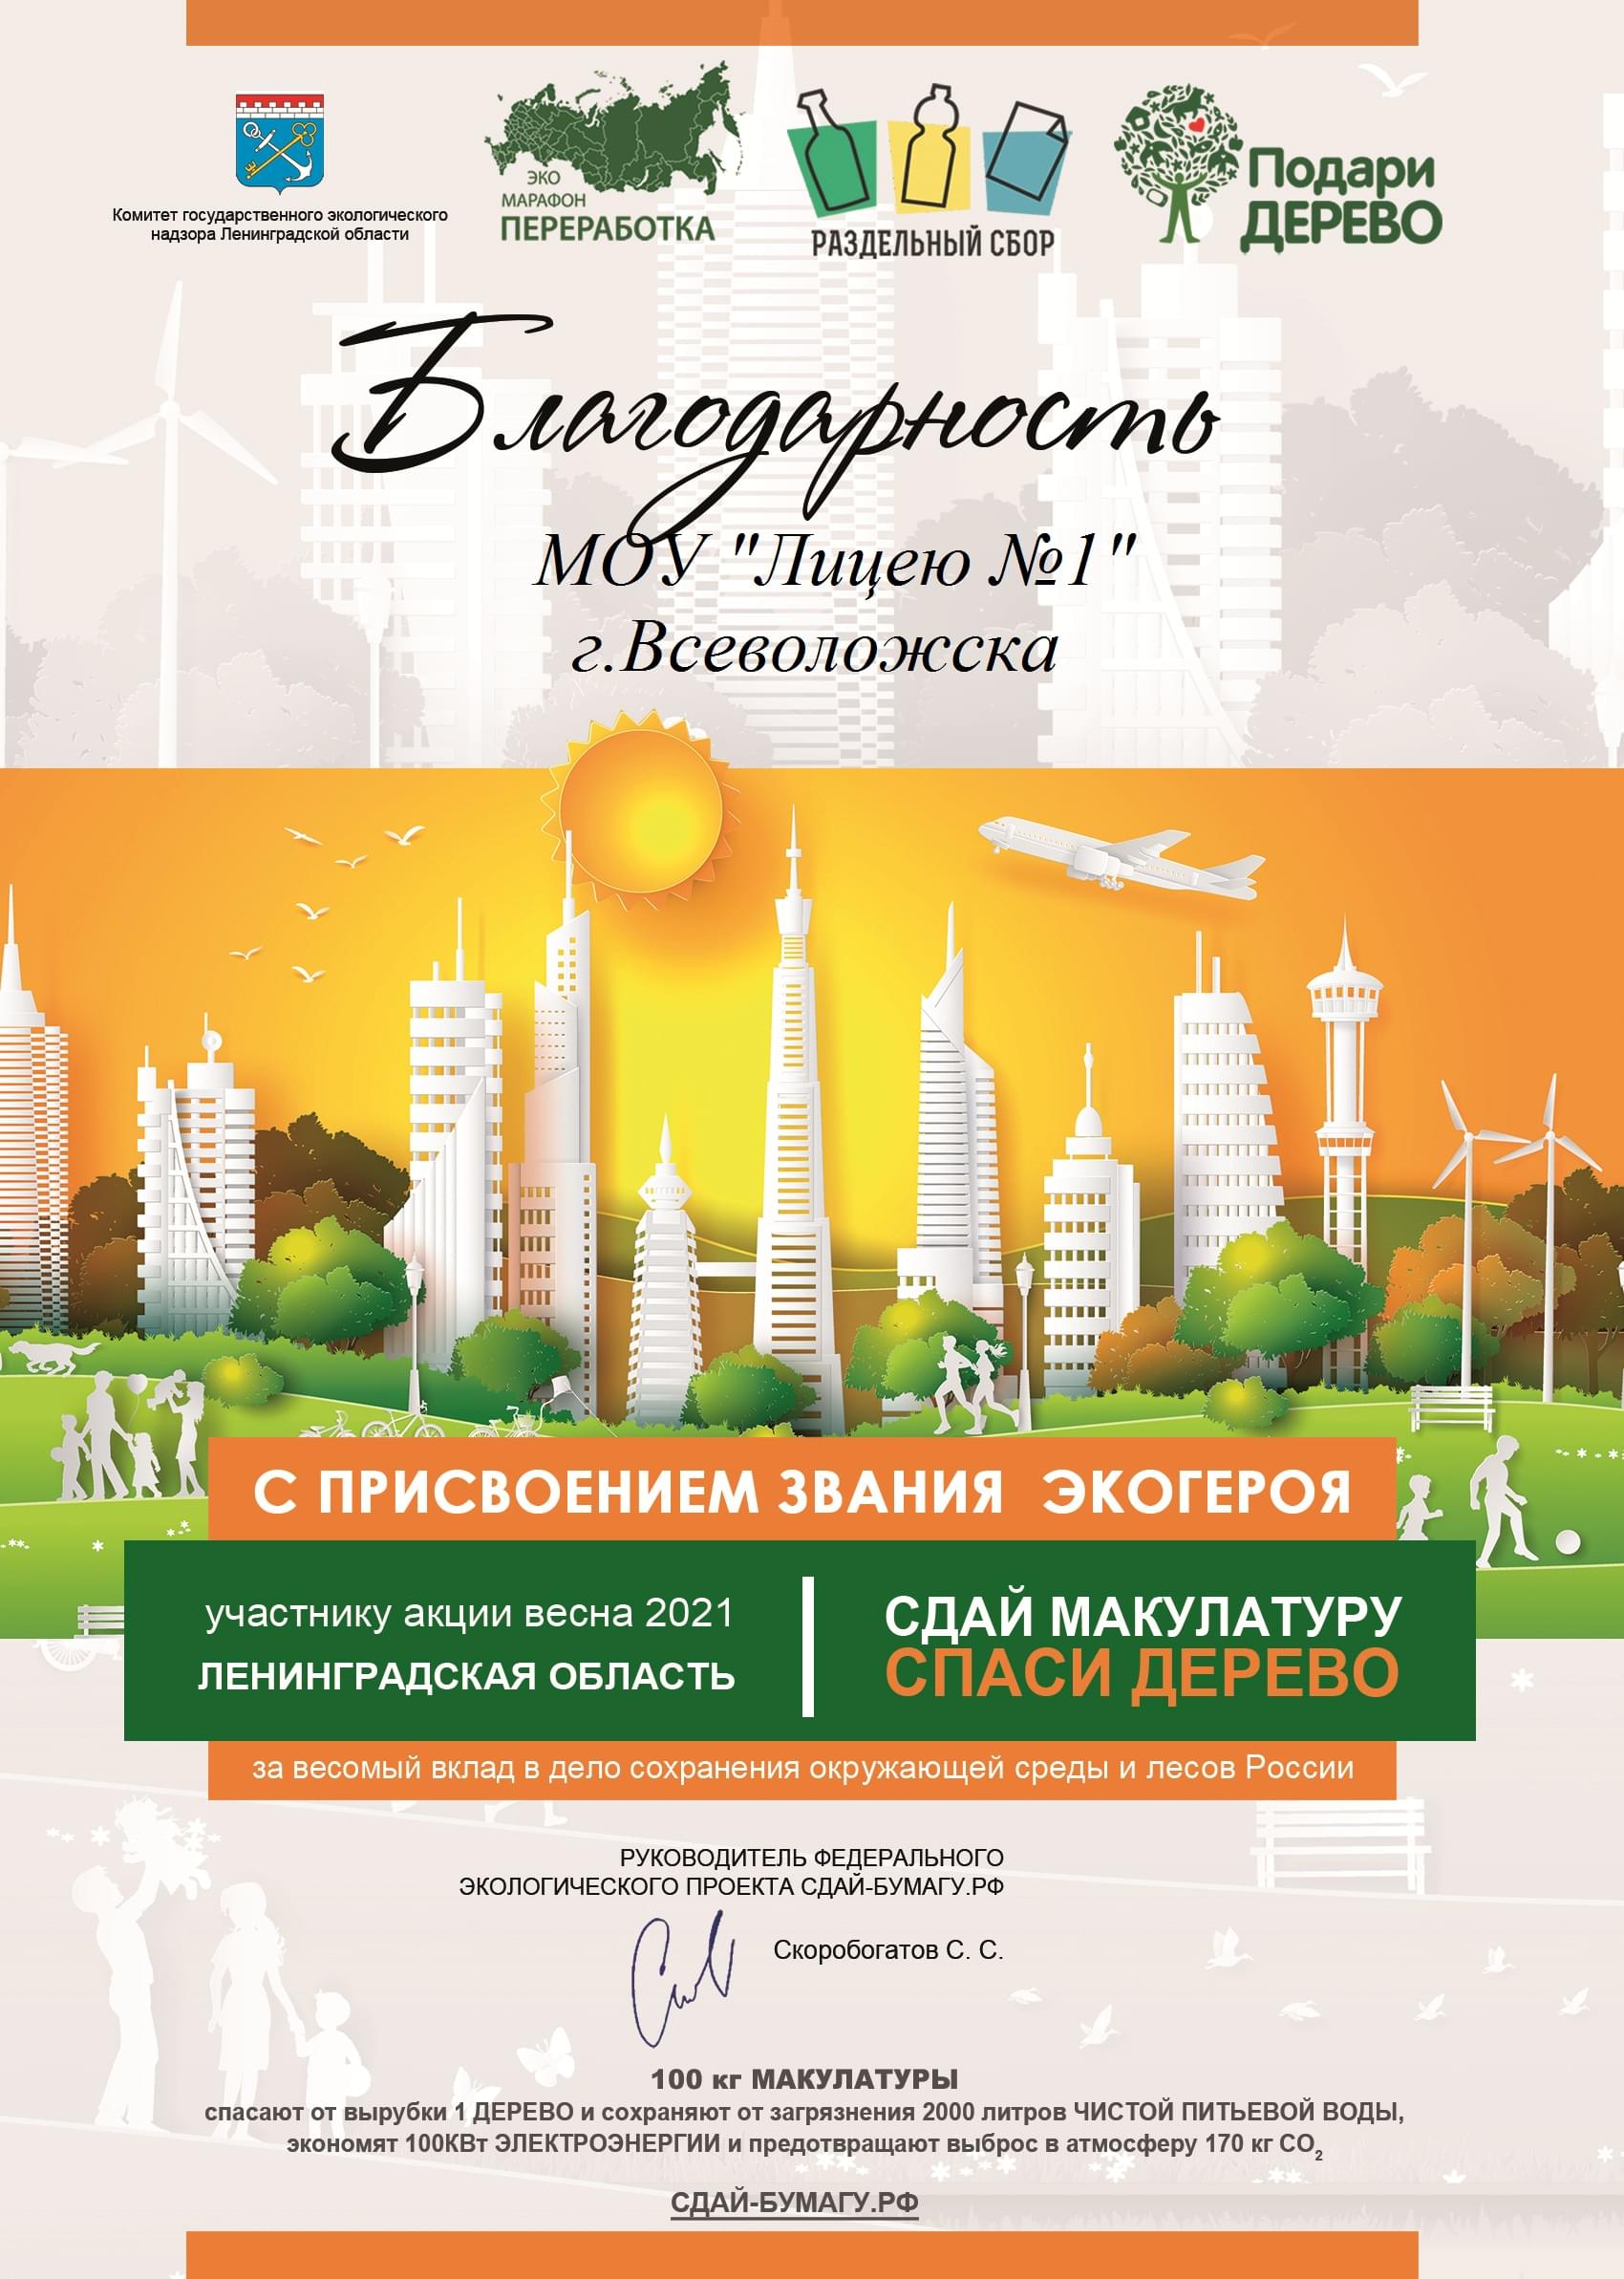 Комитет государственного экологического
надзора Ленинградской области
ЭКО
МАРАФОН
ПЕРЕРАБОТКА
РАЗДЕЛЬНЫЙ СБОР
Подари
ДЕРЕВО
Благодарность
МОУ "Лицею №1"
г.Всеволожска
С ПРИСВОЕНИЕМ ЗВАНИЯ ЭКОГЕРОЯ
участнику акции весна 2021
ЛЕНИНГРАДСКАЯ ОБЛАСТЬ
СДАЙ МАКУЛАТУРУ
СПАСИ ДЕРЕВО
за весомый вклад в дело сохранения окружающей среды и лесов России
РУКОВОДИТЕЛЬ ФЕДЕРАЛЬНОГО
ЭКОЛОГИЧЕСКОГО ПРОЕКТА СДАЙ-БУМАГУ.РФ
Скоробогатов С. С.
100 кг МАКУЛАТУРЫ
спасают от вырубки 1 ДЕРЕВО и сохраняют от загрязнения 2000 литров ЧИСТОЙ ПИТЬЕВОЙ ВОДЫ,
экономят 100КВт ЭЛЕКТРОЭНЕРГИИ и предотвращают выброс в атмосферу 170 кг CO₂
СДАЙ-БУМАГУ.РФ